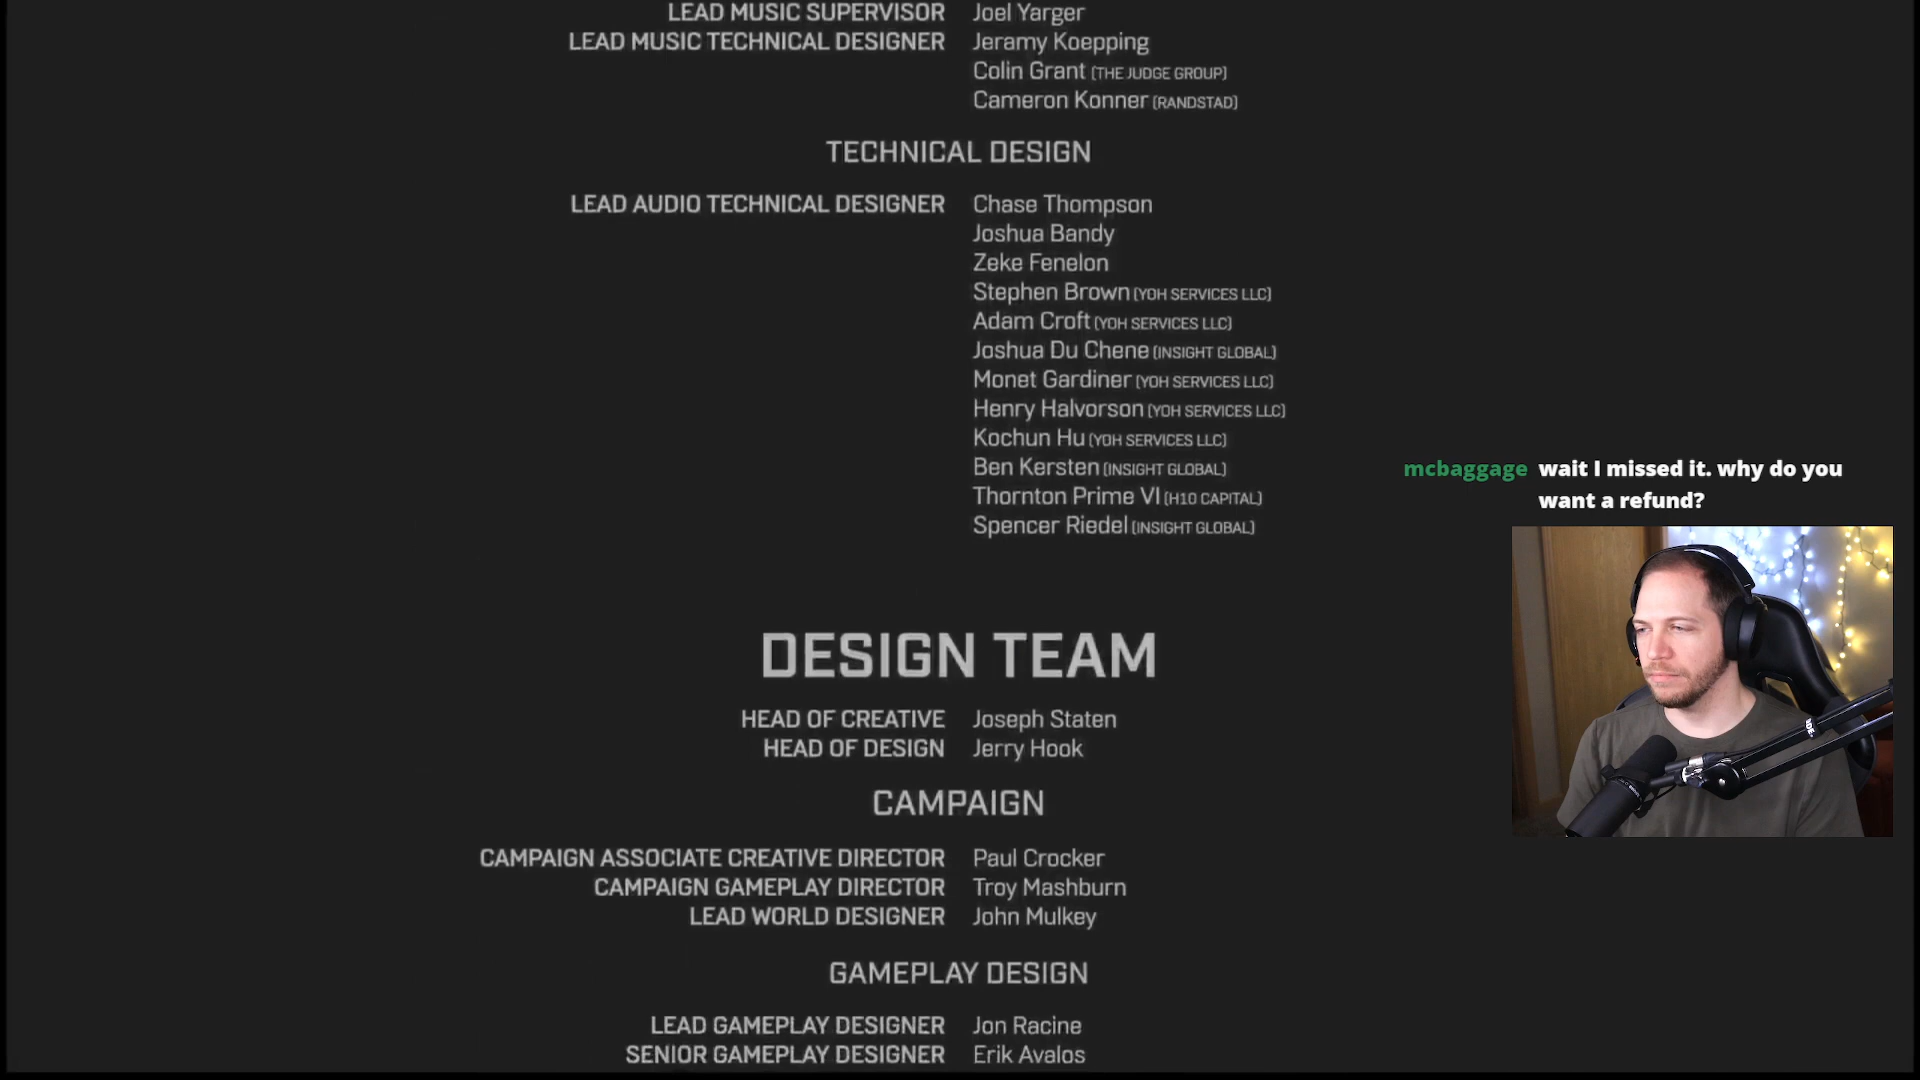 LEAD MUSIC SUPERVISOR Joel Yarger
LEAD MUSIC TECHNICAL DESIGNER Jeramy Koepping
Colin Grant [THE JUDGE GROUP]
Cameron Konner [RANDSTAD]
TECHNICAL DESIGN
LEAD AUDIO TECHNICAL DESIGNER Chase Thompson
Joshua Bandy
Zeke Fenelon
Stephen Brown [YOH SERVICES LLC]
Adam Croft [YOH SERVICES LLC]
Joshua Du Chene [INSIGHT GLOBAL]
Monet Gardiner [YOH SERVICES LLC]
Henry Halvorson [YOH SERVICES LLC]
Kochun Hu [YOH SERVICES LLC]
Ben Kersten [INSIGHT GLOBAL]
Thornton Prime VI [H10 CAPITAL]
Spencer Riedel [INSIGHT GLOBAL]
DESIGN TEAM
HEAD OF CREATIVE Joseph Staten
HEAD OF DESIGN Jerry Hook
CAMPAIGN
CAMPAIGN ASSOCIATE CREATIVE DIRECTOR Paul Crocker
CAMPAIGN GAMEPLAY DIRECTOR Troy Mashburn
LEAD WORLD DESIGNER John Mulkey
GAMEPLAY DESIGN
LEAD GAMEPLAY DESIGNER Jon Racine
SENIOR GAMEPLAY DESIGNER Erik Avalos
mcbaggage wait I missed it. why do you
want a refund?